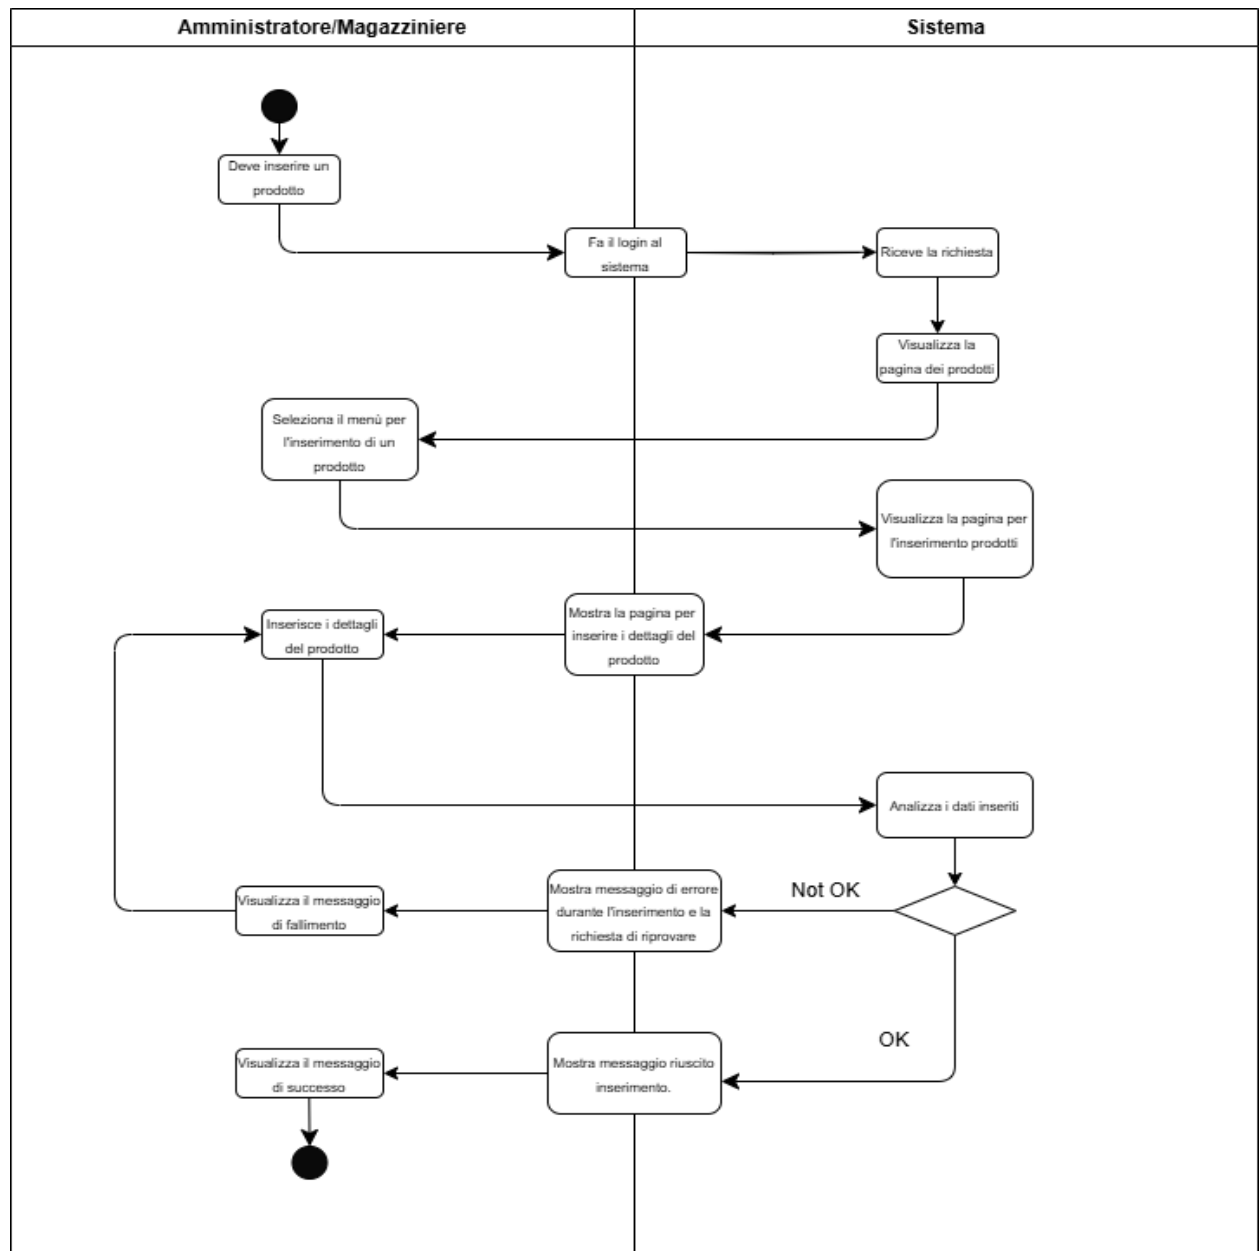 Amministratore/Magazziniere
Sistema
Deve inserire un
prodotto
Fa il login al
sistema
Riceve la richiesta
Visualizza la
pagina dei prodotti
Seleziona il menù per
l'inserimento di un
prodotto
Visualizza la pagina per
l'inserimento prodotti
Mostra la pagina per
inserire i dettagli del
prodotto
Inserisce i dettagli
del prodotto
Analizza i dati inseriti
Not OK
Mostra messaggio di errore
durante l'inserimento e la
richiesta di riprovare
Visualizza il messaggio
di fallimento
OK
Mostra messaggio riuscito
inserimento.
Visualizza il messaggio
di successo